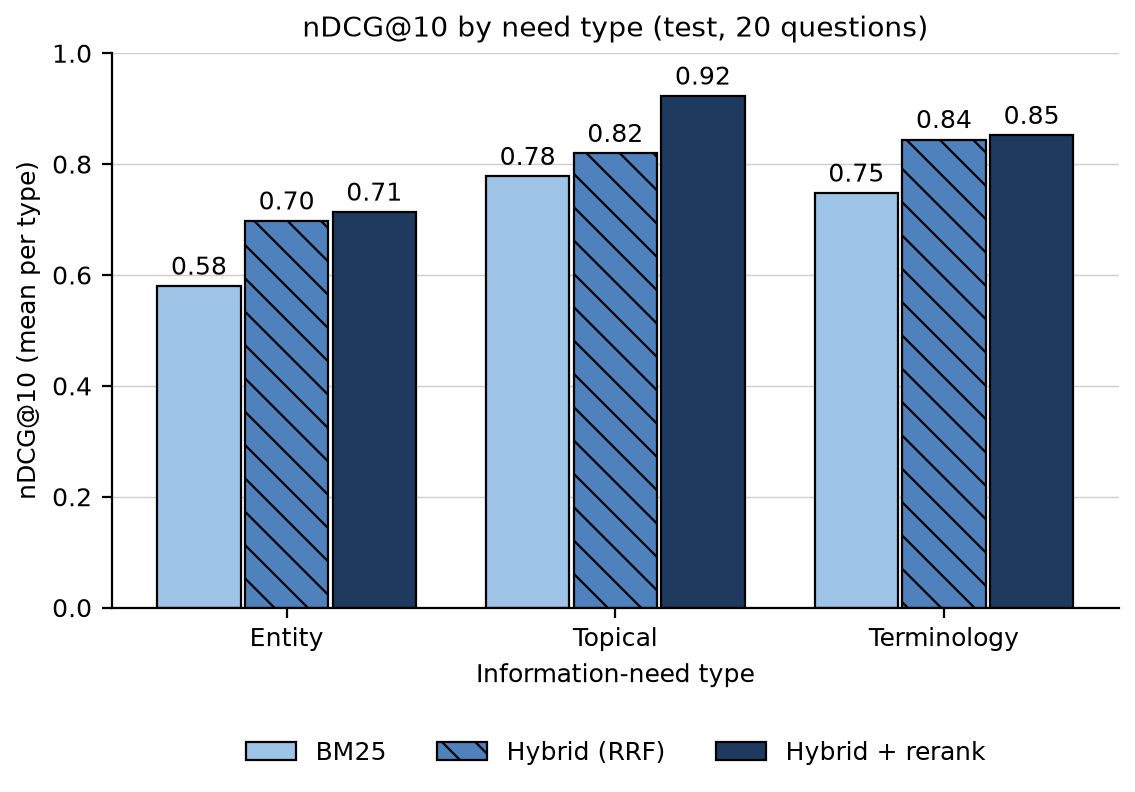 nDCG@10 by need type (test, 20 questions)
nDCG@10 (mean per type)
1.0
0.8
0.6
0.4
0.2
0.0
0.58
0.70
0.71
0.78
0.82
0.92
0.75
0.84
0.85
Entity
Topical
Terminology
Information-need type
BM25
Hybrid (RRF)
Hybrid + rerank